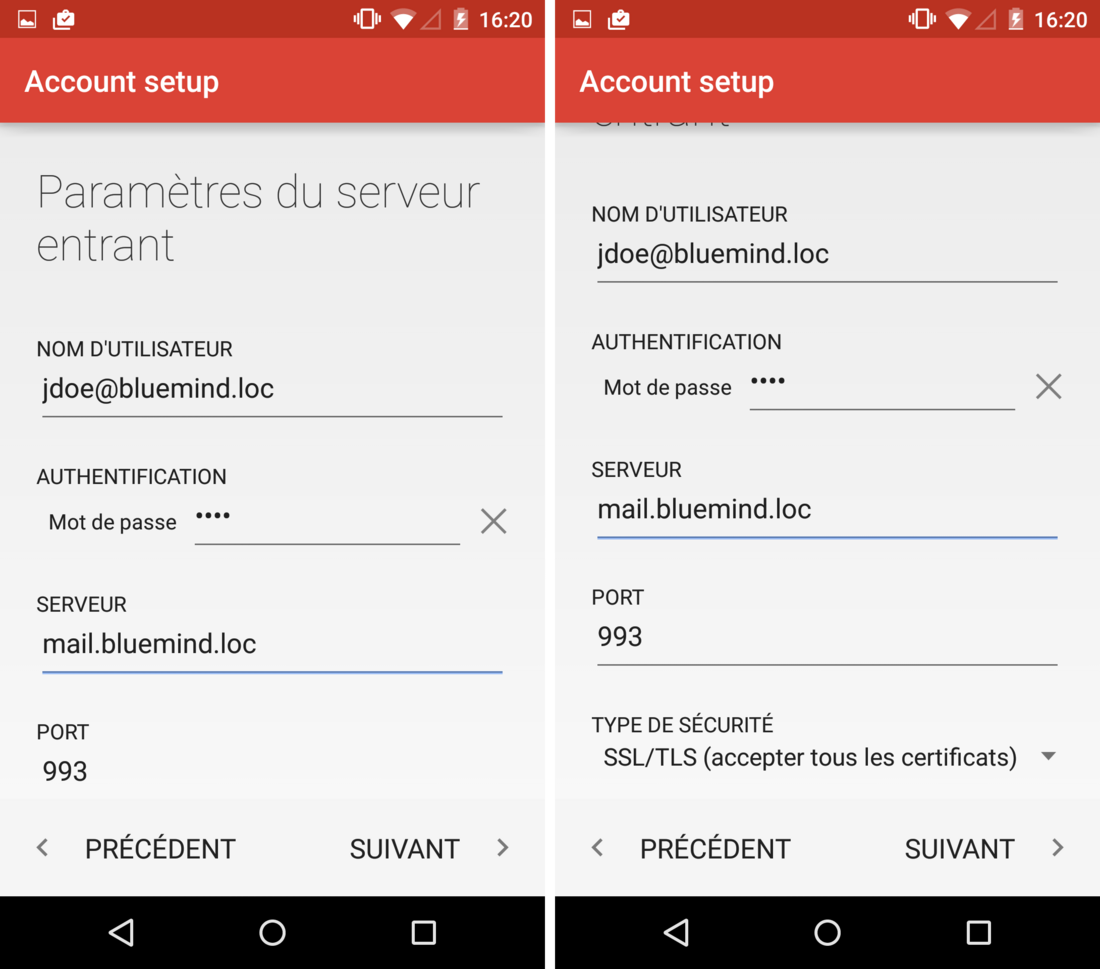 16:20
Account setup
Paramètres du serveur
entrant
NOM D'UTILISATEUR
jdoe@bluemind.loc
AUTHENTIFICATION
Mot de passe ••••
SERVEUR
mail.bluemind.loc
PORT
993
PRÉCÉDENT SUIVANT
16:20
Account setup
entrant
NOM D'UTILISATEUR
jdoe@bluemind.loc
AUTHENTIFICATION
Mot de passe ••••
SERVEUR
mail.bluemind.loc
PORT
993
TYPE DE SÉCURITÉ
SSL/TLS (accepter tous les certificats)
PRÉCÉDENT SUIVANT